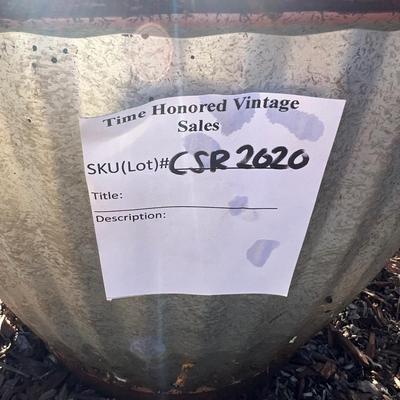 Time Honored Vintage
Sales
SKU(Lot)#CSR2620
Title:
Description: